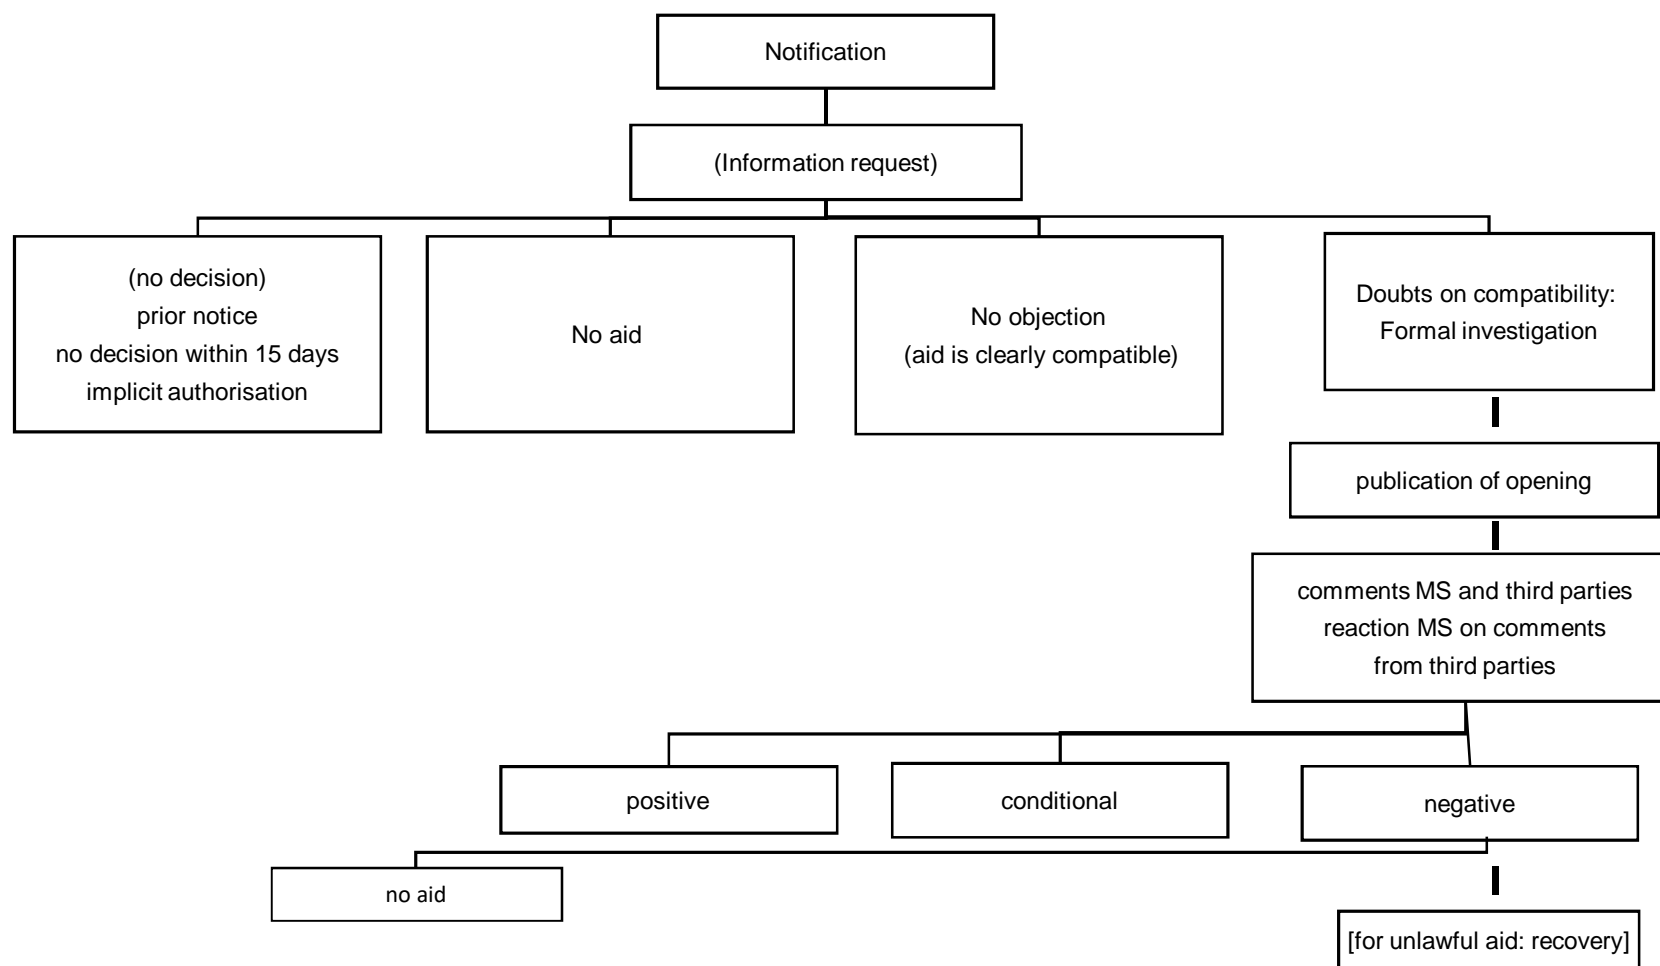 Notification
(Information request)
(no decision)
prior notice
no decision within 15 days
implicit authorisation
No aid
No objection
(aid is clearly compatible)
Doubts on compatibility:
Formal investigation
publication of opening
comments MS and third parties
reaction MS on comments
from third parties
positive
conditional
negative
no aid
[for unlawful aid: recovery]